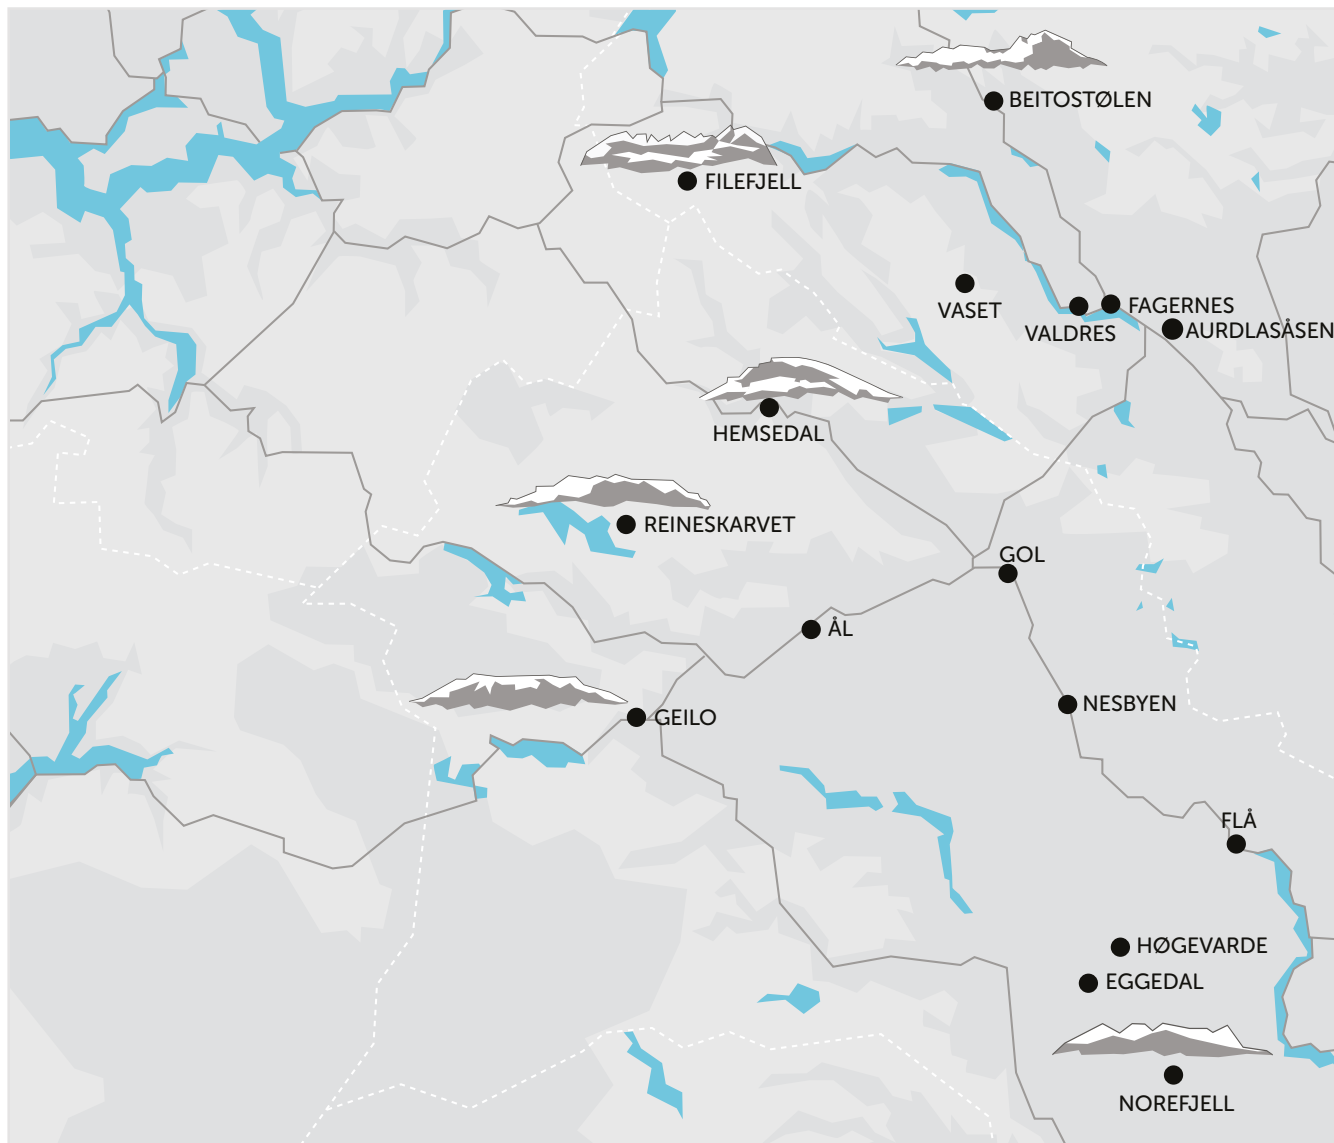 BEITOSTØLEN
FILEFJELL
VASET
FAGERNES
VALDRES
AURDLASÅSEN
HEMSEDAL
REINESKARVET
GOL
ÅL
NESBYEN
GEILO
FLÅ
HØGEVARDE
EGGEDAL
NOREFJELL